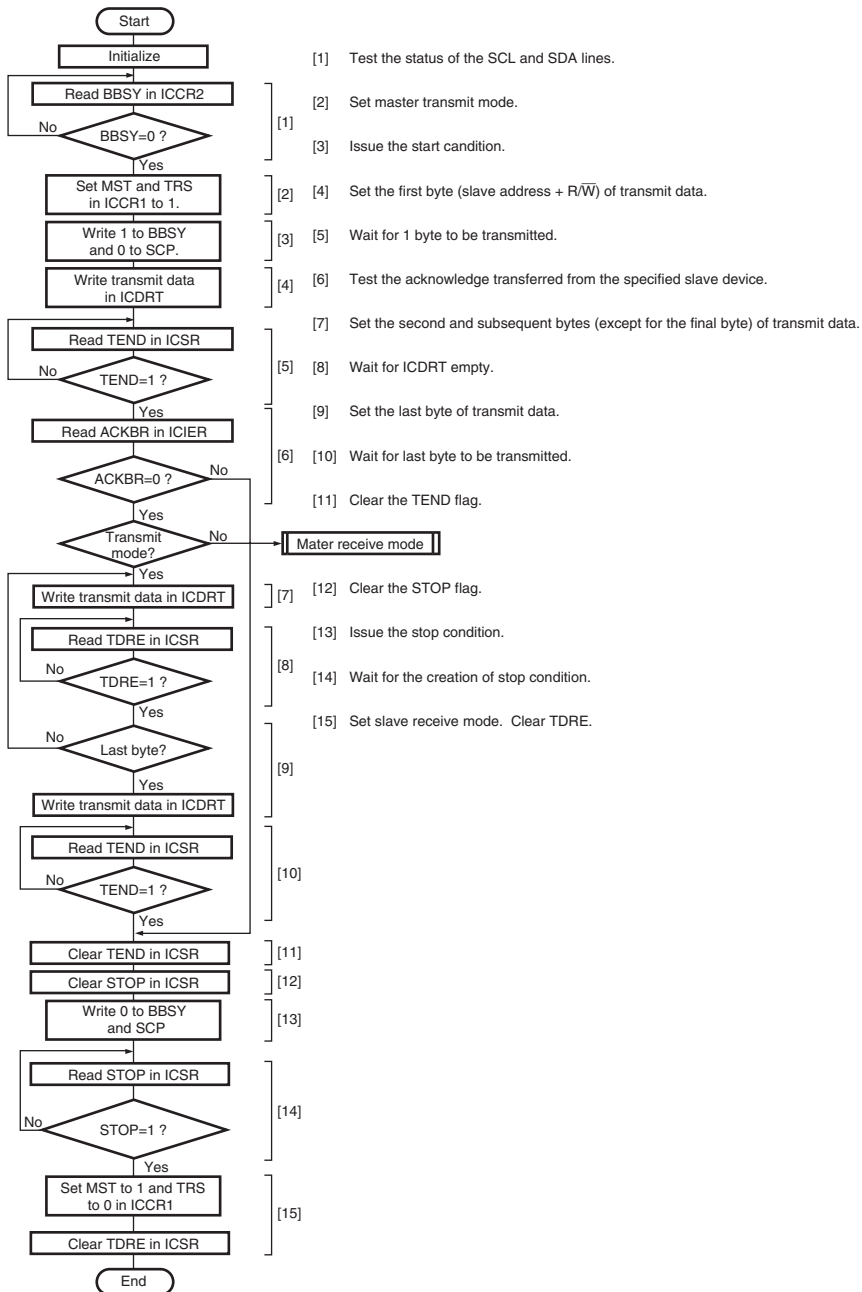 Start
Initialize
Read BBSY in ICCR2
No
BBSY=0 ?
[1]
Yes
Set MST and TRS
in ICCR1 to 1.
[2]
Write 1 to BBSY
and 0 to SCP.
[3]
Write transmit data
in ICDRT
[4]
Read TEND in ICSR
No
TEND=1 ?
[5]
Yes
Read ACKBR in ICIER
[6]
No
ACKBR=0 ?
Yes
Transmit
mode?
No
Mater receive mode
Yes
Write transmit data in ICDRT
[7]
Read TDRE in ICSR
No
TDRE=1 ?
[8]
Yes
No
Last byte?
[9]
Yes
Write transmit data in ICDRT
Read TEND in ICSR
No
TEND=1 ?
[10]
Yes
Clear TEND in ICSR
[11]
Clear STOP in ICSR
[12]
Write 0 to BBSY
and SCP
[13]
Read STOP in ICSR
No
STOP=1 ?
[14]
Yes
Set MST to 1 and TRS
to 0 in ICCR1
[15]
Clear TDRE in ICSR
End
[1] Test the status of the SCL and SDA lines.
[2] Set master transmit mode.
[3] Issue the start candition.
[4] Set the first byte (slave address + R/W̅) of transmit data.
[5] Wait for 1 byte to be transmitted.
[6] Test the acknowledge transferred from the specified slave device.
[7] Set the second and subsequent bytes (except for the final byte) of transmit data.
[8] Wait for ICDRT empty.
[9] Set the last byte of transmit data.
[10] Wait for last byte to be transmitted.
[11] Clear the TEND flag.
[12] Clear the STOP flag.
[13] Issue the stop condition.
[14] Wait for the creation of stop condition.
[15] Set slave receive mode. Clear TDRE.